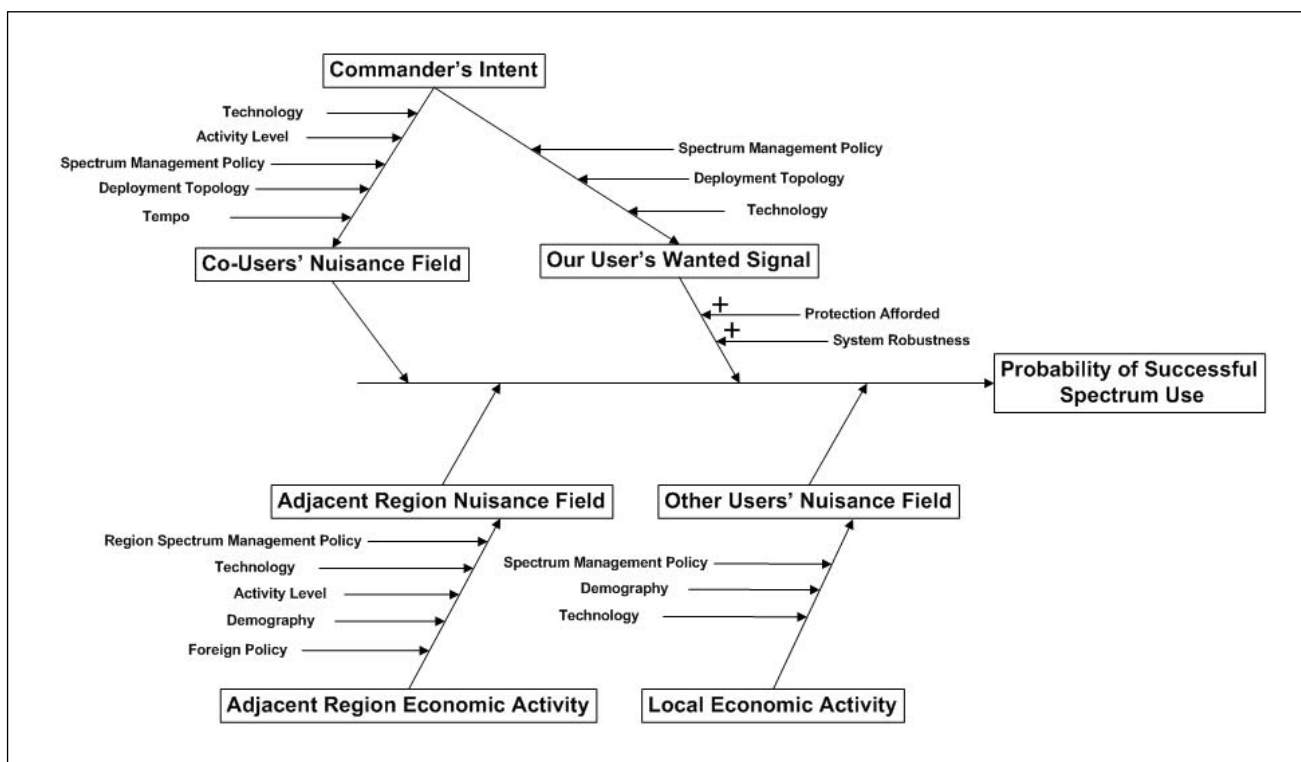 Commander's Intent
Technology
Activity Level
Spectrum Management Policy
Deployment Topology
Tempo
Spectrum Management Policy
Deployment Topology
Technology
Co-Users' Nuisance Field
Our User's Wanted Signal
+
Protection Afforded
+
System Robustness
Probability of Successful
Spectrum Use
Adjacent Region Nuisance Field
Other Users' Nuisance Field
Region Spectrum Management Policy
Technology
Activity Level
Demography
Foreign Policy
Spectrum Management Policy
Demography
Technology
Adjacent Region Economic Activity
Local Economic Activity